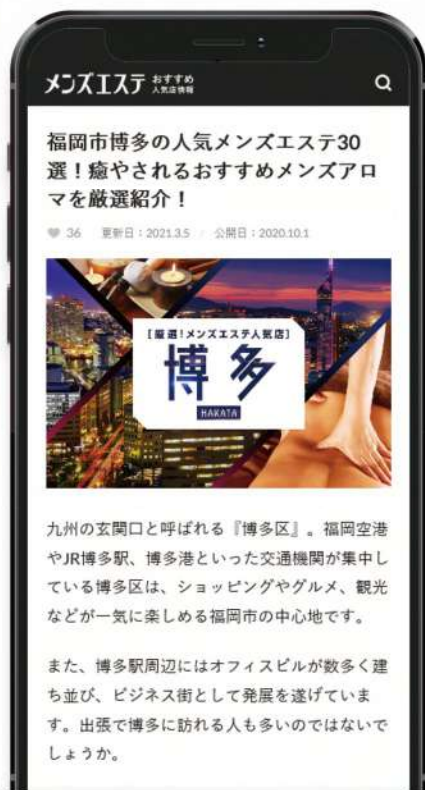 メンズエステ おすすめ
人気店情報
福岡市博多の人気メンズエステ30
選！癒やされるおすすめメンズアロ
マを厳選紹介！
36 更新日：2021.3.5 / 公開日：2020.10.1
[厳選!メンズエステ人気店]
博多
HAKATA
九州の玄関口と呼ばれる『博多区』。福岡空港
やJR博多駅、博多港といった交通機関が集中し
ている博多区は、ショッピングやグルメ、観光
などが一気に楽しめる福岡市の中心地です。
また、博多駅周辺にはオフィスビルが数多く建
ち並び、ビジネス街として発展を遂げていま
す。出張で博多に訪れる人も多いのではないで
しょうか。